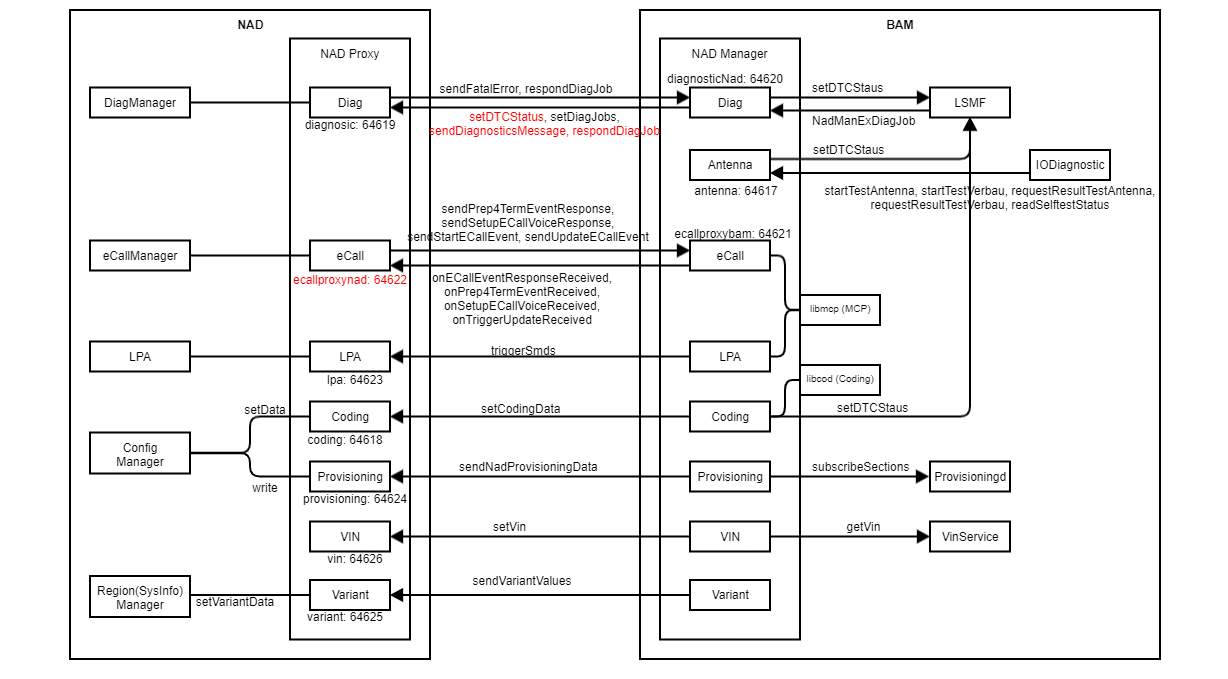 NAD
BAM
NAD Proxy
NAD Manager
diagnosticNad: 64620
DiagManager
Diag
diagnosic: 64619
sendFatalError, respondDiagJob
setDTCStatus, setDiagJobs,
sendDiagnosticsMessage, respondDiagJob
Diag
setDTCStaus
NadManExDiagJob
LSMF
Antenna
antenna: 64617
setDTCStaus
IODiagnostic
startTestAntenna, startTestVerbau, requestResultTestAntenna,
requestResultTestVerbau, readSelftestStatus
sendPrep4TermEventResponse,
sendSetupECallVoiceResponse,
sendStartECallEvent, sendUpdateECallEvent
ecallproxybam: 64621
eCallManager
eCall
ecallproxynad: 64622
eCall
onECallEventResponseReceived,
onPrep4TermEventReceived,
onSetupECallVoiceReceived,
onTriggerUpdateReceived
libmcp (MCP)
LPA
LPA
lpa: 64623
triggerSmds
LPA
libcod (Coding)
setData
Coding
coding: 64618
setCodingData
Coding
setDTCStaus
Config
Manager
write
Provisioning
provisioning: 64624
sendNadProvisioningData
Provisioning
subscribeSections
Provisioningd
VIN
vin: 64626
setVin
VIN
getVin
VinService
Region(SysInfo)
Manager
setVariantData
Variant
variant: 64625
sendVariantValues
Variant